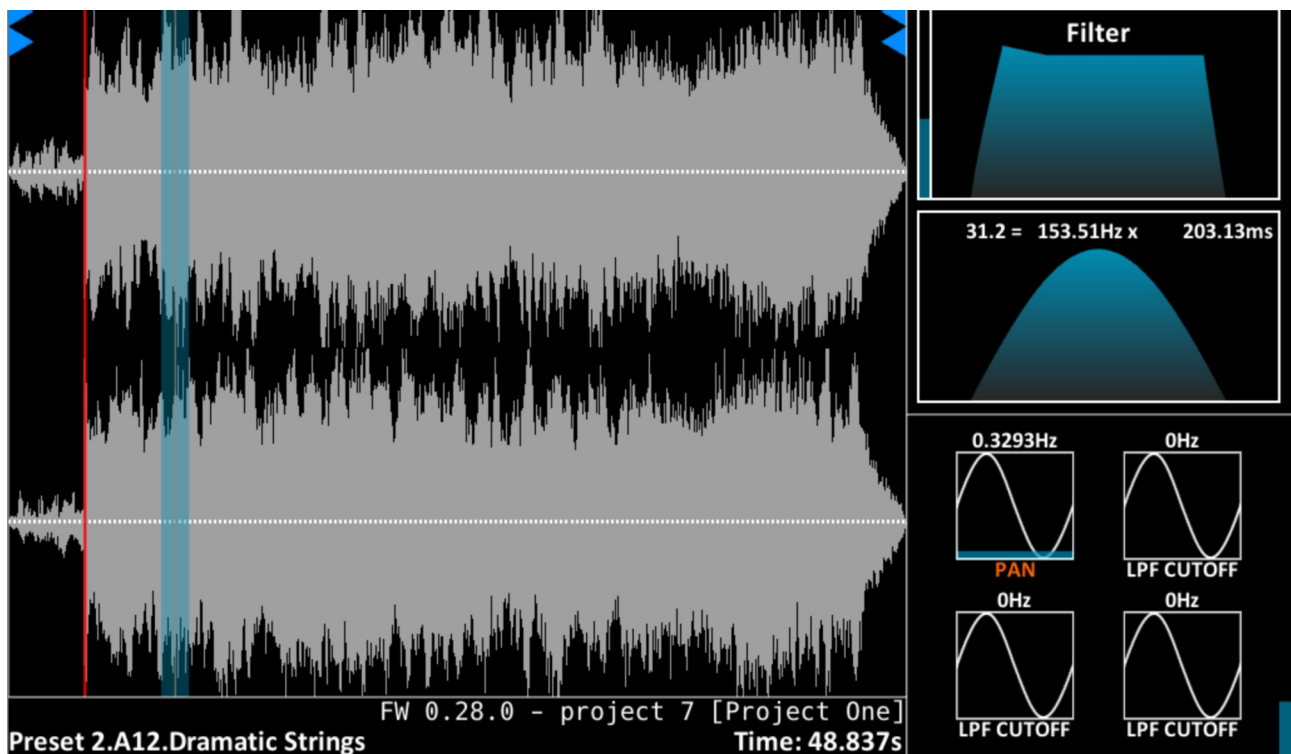 Filter
31.2 = 153.51Hz x 203.13ms
0.3293Hz 0Hz
PAN LPF CUTOFF
0Hz 0Hz
LPF CUTOFF LPF CUTOFF
FW 0.28.0 – project 7 [Project One]
Preset 2.A12.Dramatic Strings Time: 48.837s